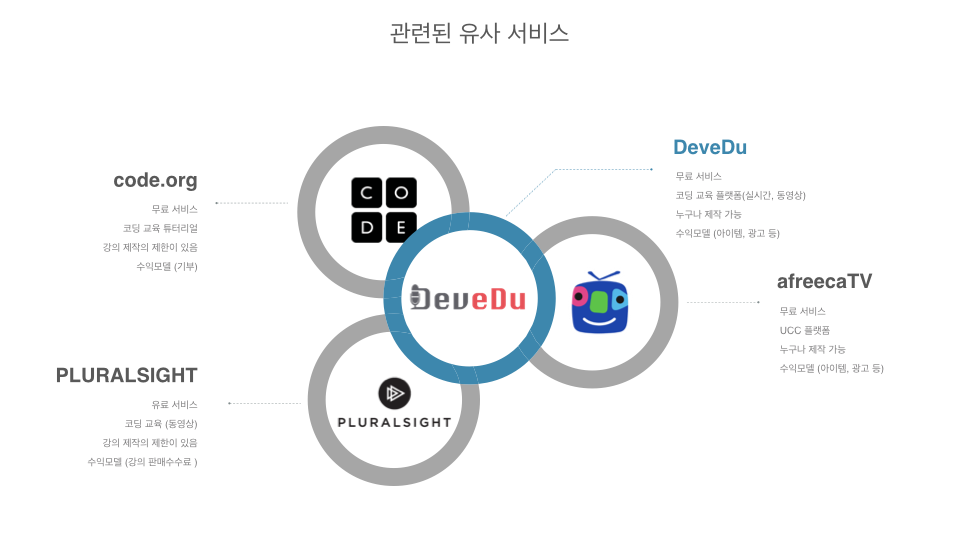 관련된 유사 서비스
code.org
무료 서비스
코딩 교육 튜터리얼
강의 제작의 제한이 있음
수익모델 (기부)
C O
D E
DeveDu
DeveDu
무료 서비스
코딩 교육 플랫폼(실시간, 동영상)
누구나 제작 가능
수익모델 (아이템, 광고 등)
afreecaTV
무료 서비스
UCC 플랫폼
누구나 제작 가능
수익모델 (아이템, 광고 등)
PLURALSIGHT
유료 서비스
코딩 교육 (동영상)
강의 제작의 제한이 있음
수익모델 (강의 판매수수료 )
PLURALSIGHT